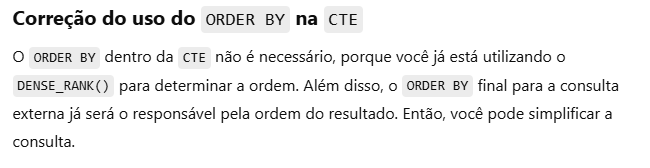 Correção do uso do ORDER BY na CTE
O ORDER BY dentro da CTE não é necessário, porque você já está utilizando o
DENSE_RANK() para determinar a ordem. Além disso, o ORDER BY final para a consulta
externa já será o responsável pela ordem do resultado. Então, você pode simplificar a
consulta.